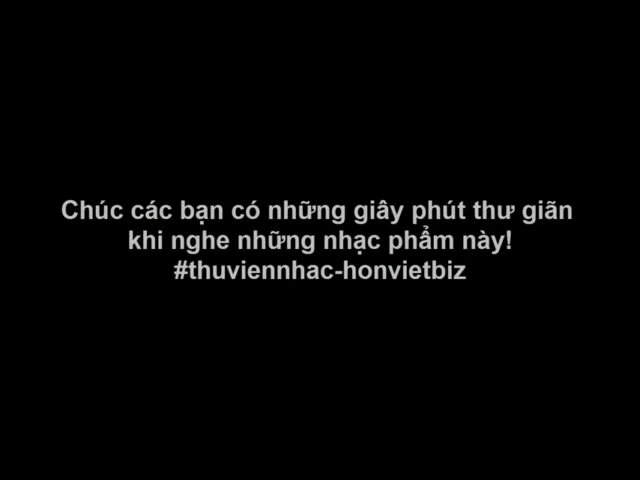 Chúc các bạn có những giây phút thư giãn
khi nghe những nhạc phẩm này!
#thuviennhac-honvietbiz